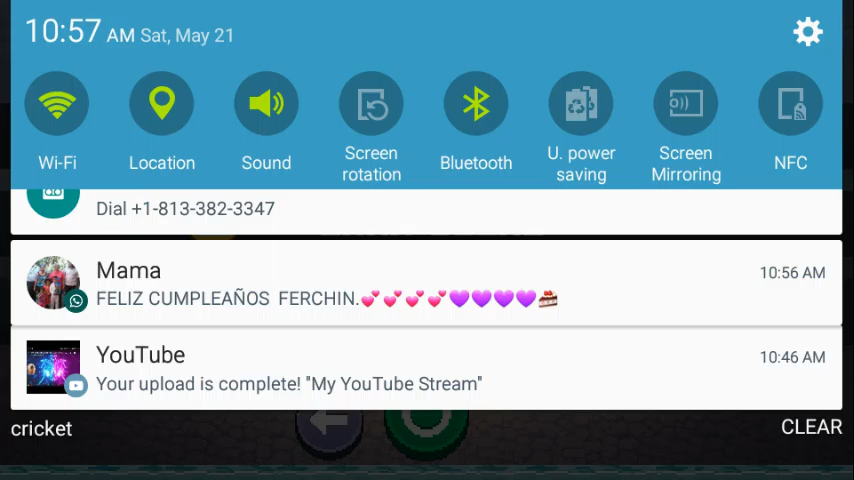 10:57 AM Sat, May 21
Wi-Fi
Location
Sound
Screen
rotation
Bluetooth
U. power
saving
Screen
Mirroring
NFC
Dial +1-813-382-3347
Mama
10:56 AM
FELIZ CUMPLEAÑOS FERCHIN.💕💕💕💕💜💜💜💜🍰
YouTube
10:46 AM
Your upload is complete! "My YouTube Stream"
cricket
CLEAR